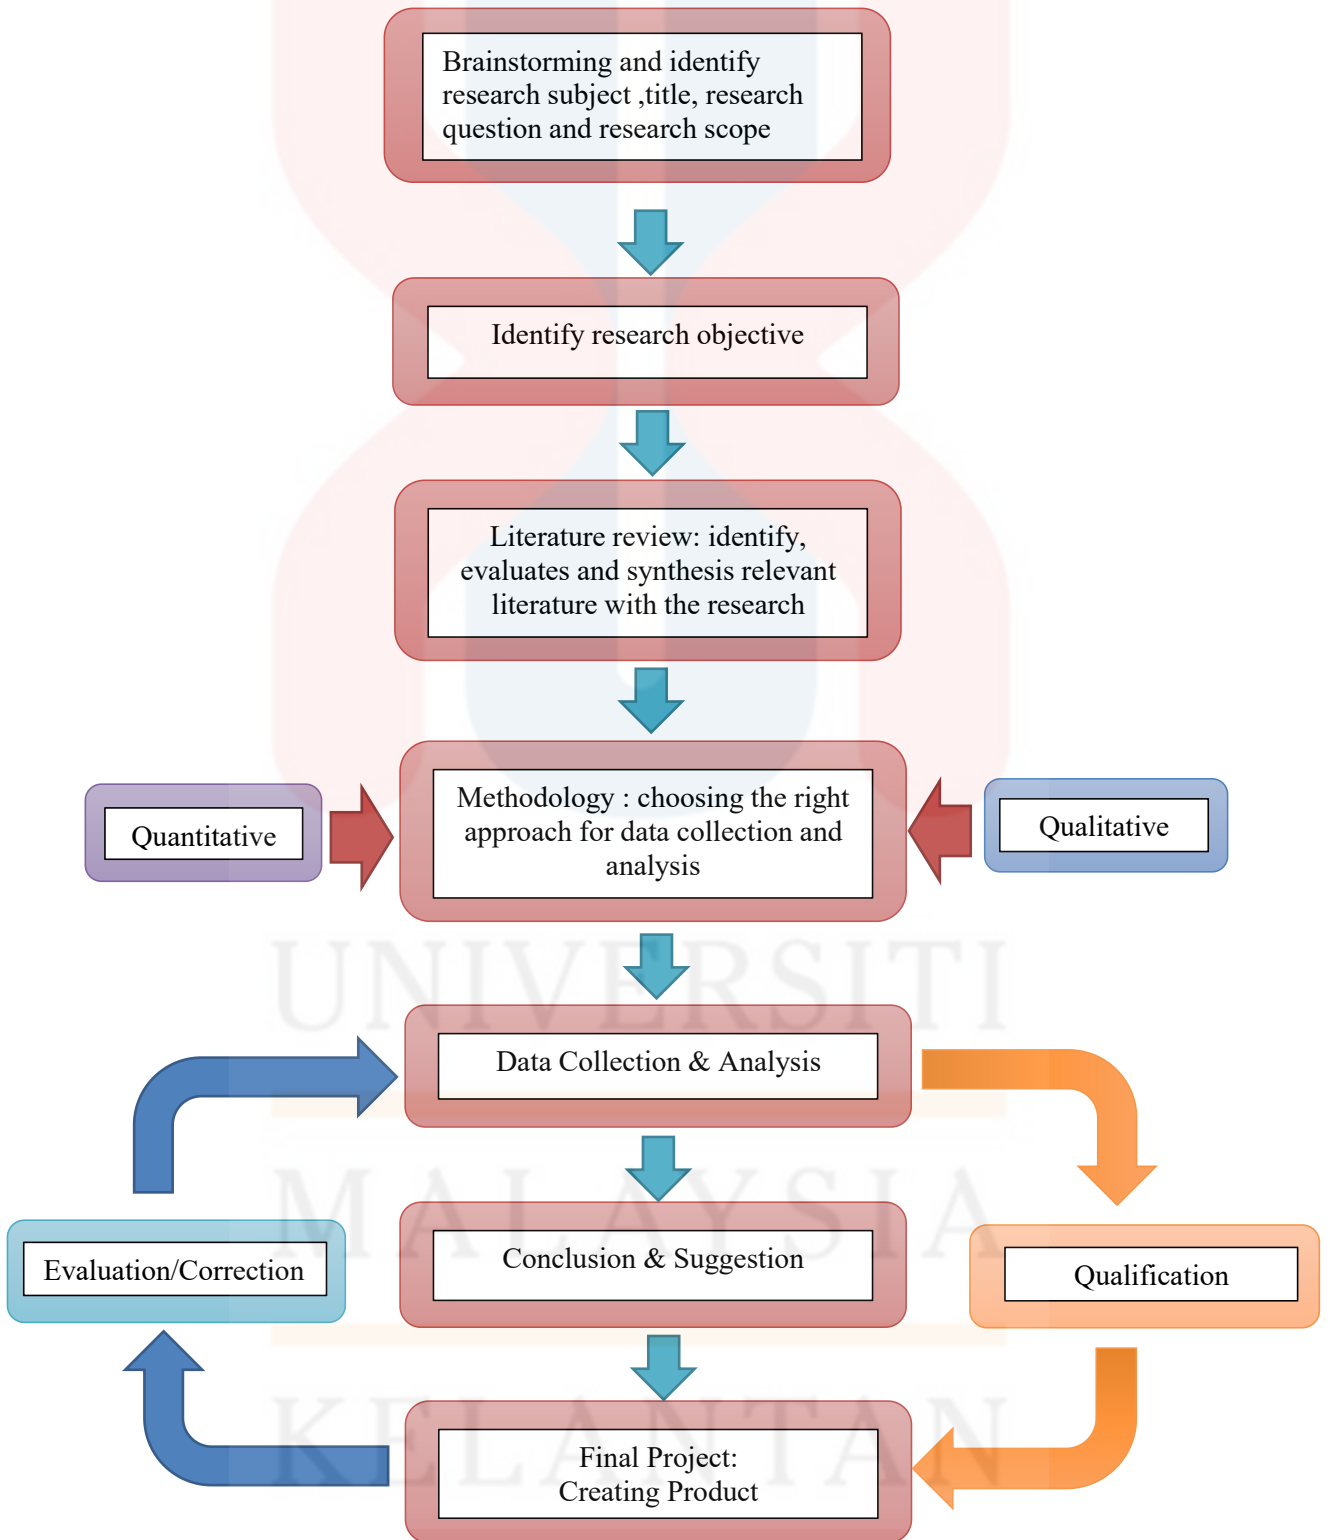 Brainstorming and identify
research subject ,title, research
question and research scope
Identify research objective
Literature review: identify,
evaluates and synthesis relevant
literature with the research
Quantitative
Methodology : choosing the right
approach for data collection and
analysis
Qualitative
UNIVERSITI
Data Collection & Analysis
MALAYSIA
Evaluation/Correction
Conclusion & Suggestion
Qualification
KELANTAN
Final Project:
Creating Product